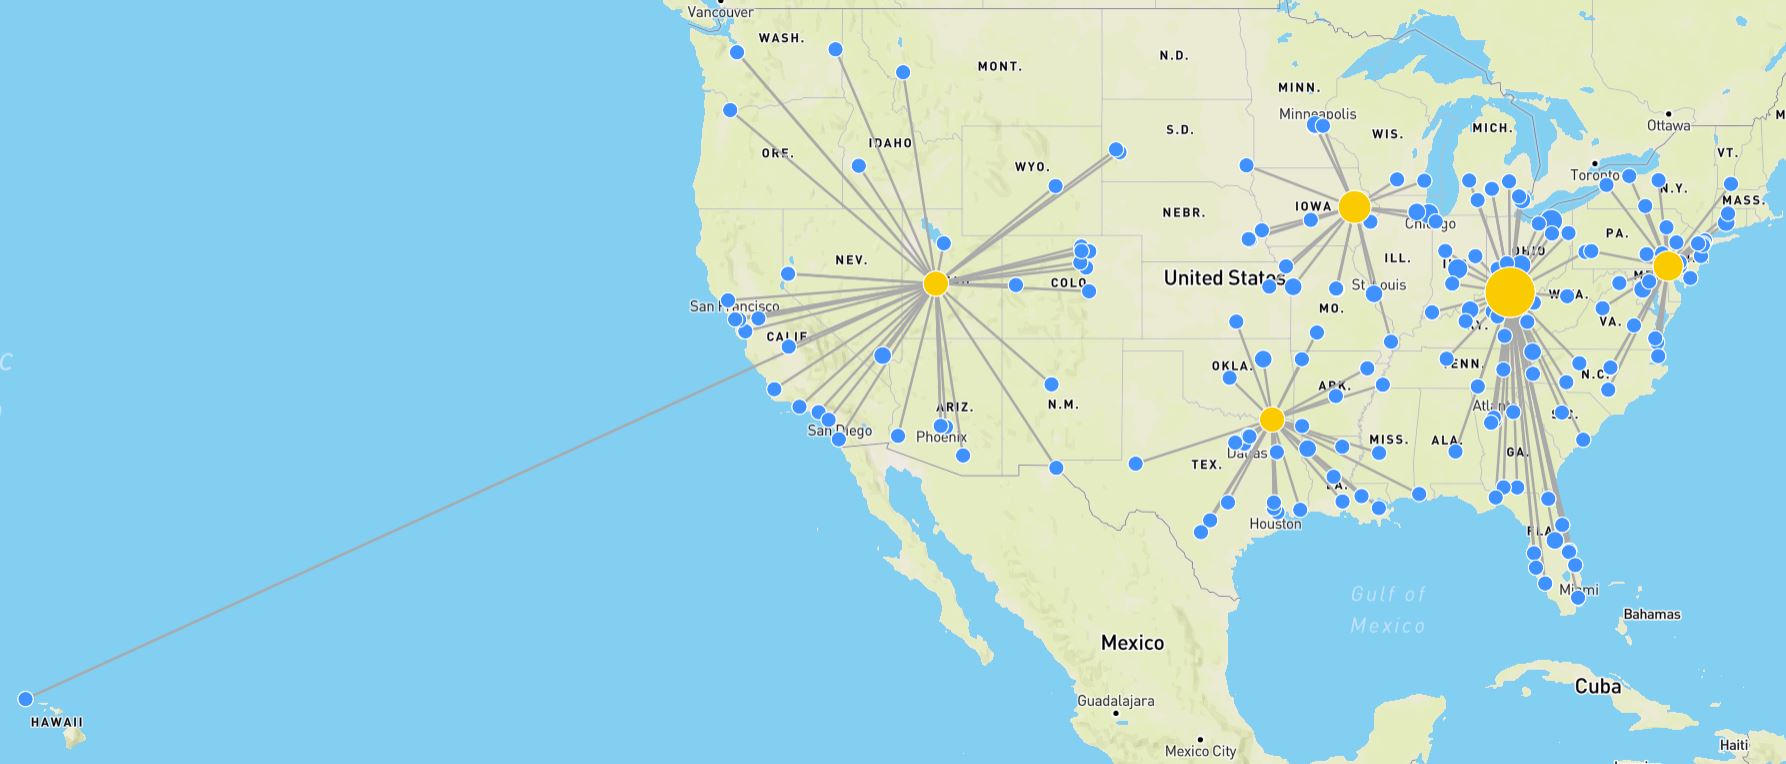 Vancouver
WASH.
MONT.
N.D.
MINN.
Minneapolis
WIS.
MICH.
Ottawa
ORE.
IDAHO
S.D.
VT.
Toronto
WYO.
N.Y.
MASS.
NEBR.
IOWA
Chicago
PA.
OHIO
NEV.
ILL.
United States
COLO.
St. Louis
W.VA.
San Francisco
MO.
VA.
CALIF.
OKLA.
TENN.
N.C.
ARK.
ARIZ.
N.M.
Atlanta
S.C.
San Diego
Phoenix
MISS.
ALA.
Dallas
GA.
TEX.
LA.
Houston
FLA.
Gulf of
Mexico
Miami
Bahamas
Mexico
Cuba
Guadalajara
HAWAII
Mexico City
Haiti